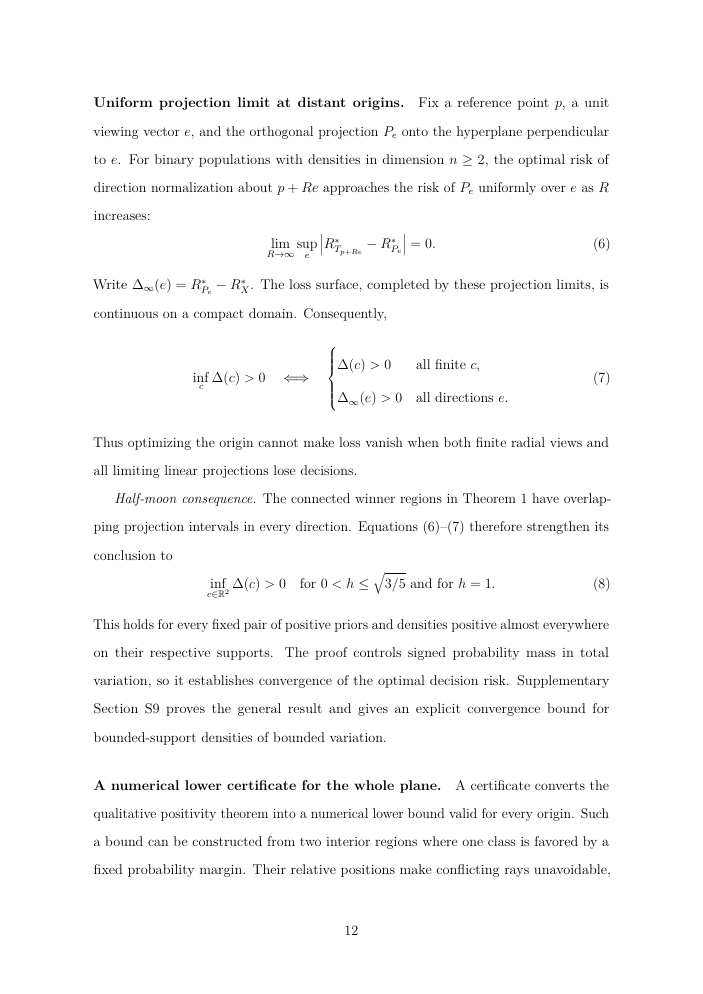 Uniform projection limit at distant origins. Fix a reference point p, a unit
viewing vector e, and the orthogonal projection Pₑ onto the hyperplane perpendicular
to e. For binary populations with densities in dimension n ≥ 2, the optimal risk of
direction normalization about p + Re approaches the risk of Pₑ uniformly over e as R
increases:
lim_{R→∞} sup_e |R*_{T_{p+Re}} − R*_{P_e}| = 0. (6)
Write Δ∞(e) = R*_{P_e} − R*_X. The loss surface, completed by these projection limits, is
continuous on a compact domain. Consequently,
inf_c Δ(c) > 0 ⟺ { Δ(c) > 0 all finite c,
Δ∞(e) > 0 all directions e. (7)
Thus optimizing the origin cannot make loss vanish when both finite radial views and
all limiting linear projections lose decisions.
Half-moon consequence. The connected winner regions in Theorem 1 have overlap-
ping projection intervals in every direction. Equations (6)–(7) therefore strengthen its
conclusion to
inf_{c∈ℝ²} Δ(c) > 0 for 0 < h ≤ √(3/5) and for h = 1. (8)
This holds for every fixed pair of positive priors and densities positive almost everywhere
on their respective supports. The proof controls signed probability mass in total
variation, so it establishes convergence of the optimal decision risk. Supplementary
Section S9 proves the general result and gives an explicit convergence bound for
bounded-support densities of bounded variation.
A numerical lower certificate for the whole plane. A certificate converts the
qualitative positivity theorem into a numerical lower bound valid for every origin. Such
a bound can be constructed from two interior regions where one class is favored by a
fixed probability margin. Their relative positions make conflicting rays unavoidable,
12